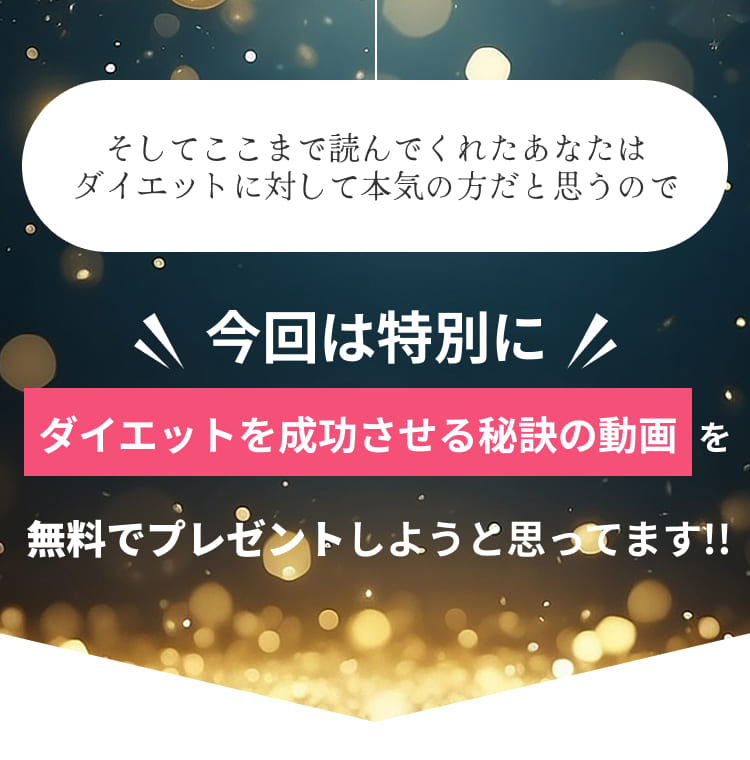 そしてここまで読んでくれたあなたは
ダイエットに対して本気の方だと思うので
今回は特別に
ダイエットを成功させる秘訣の動画を
無料でプレゼントしようと思ってます!!